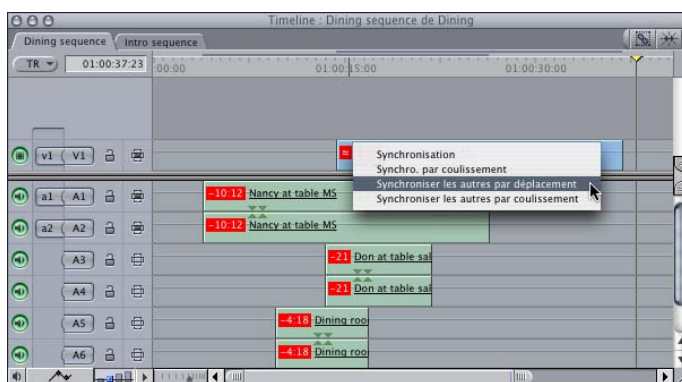 Timeline : Dining sequence de Dining
Dining sequence Intro sequence
TR 01:00:37:23 :00:00 01:00:15:00 01:00:30:00
v1 V1
Synchronisation
Synchro. par coulissement
Synchroniser les autres par déplacement
Synchroniser les autres par coulissement
a1 A1 -10:12 Nancy at table MS
a2 A2 -10:12 Nancy at table MS
A3 -21 Don at table sal
A4 -21 Don at table sal
A5 -4:18 Dining roo
A6 -4:18 Dining roo